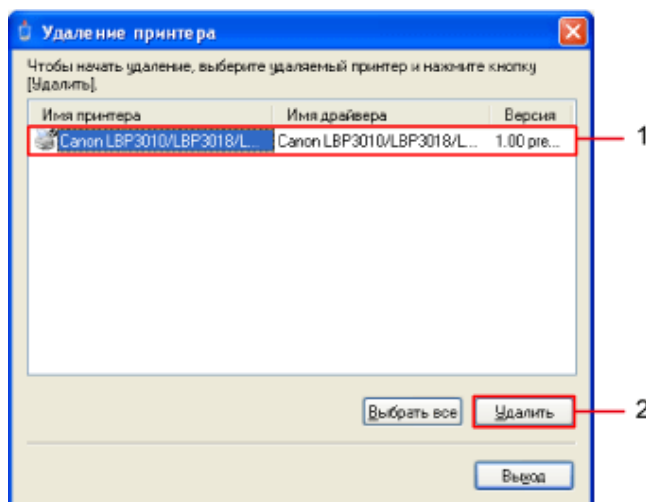 Удаление принтера
Чтобы начать удаление, выберите удаляемый принтер и нажмите кнопку
[Удалить].
Имя принтера Имя драйвера Версия
Canon LBP3010/LBP3018/L... Canon LBP3010/LBP3018/L... 1.00 pre...
1
Выбрать все Удалить
2
Выход